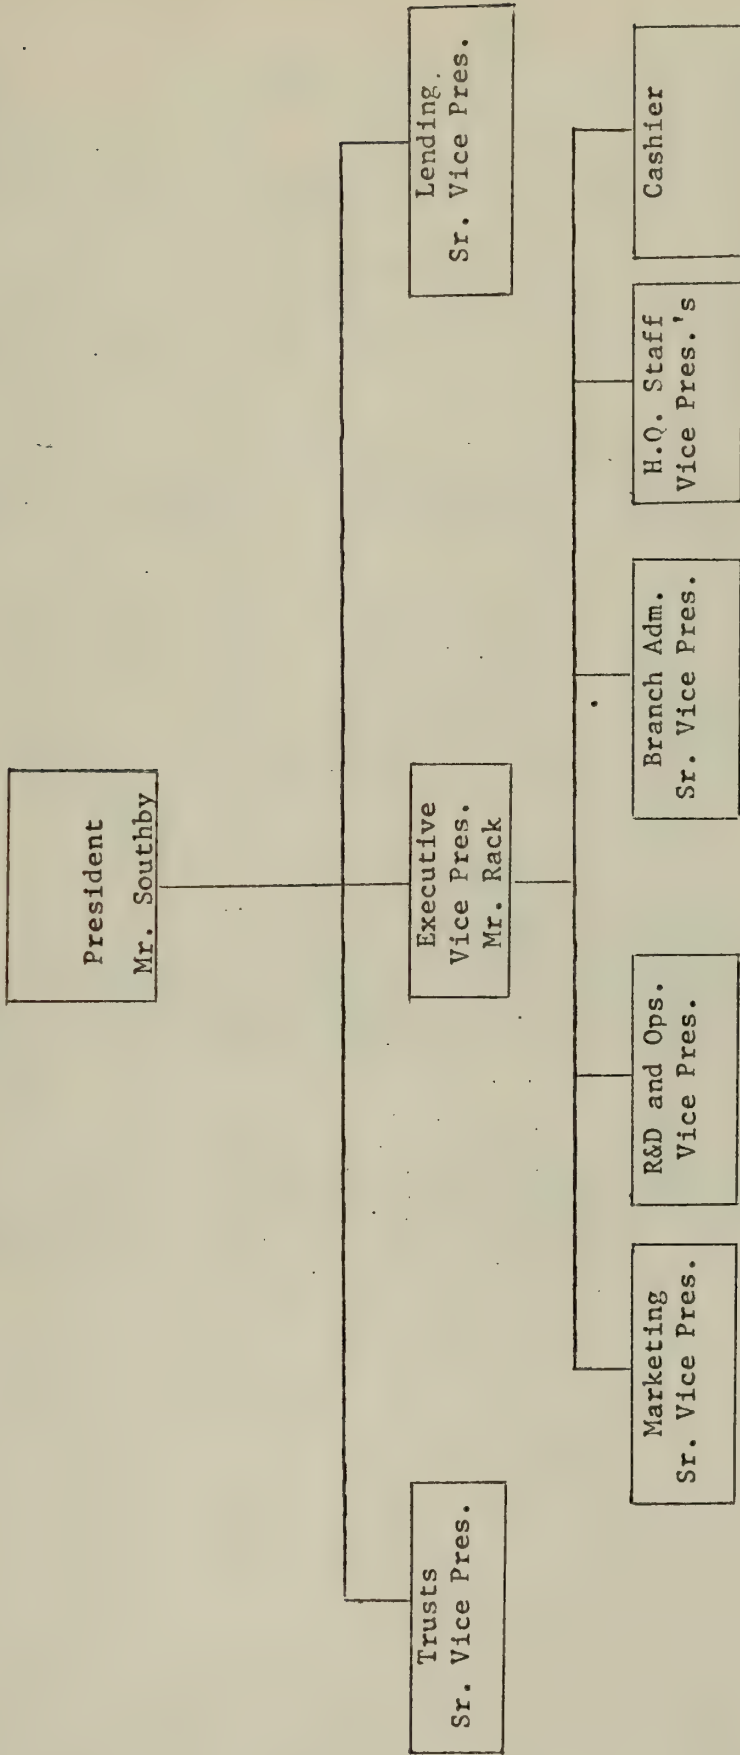 President
Mr. Southby
Trusts
Sr. Vice Pres.
Executive
Vice Pres.
Mr. Rack
Lending.
Sr. Vice Pres.
Marketing
Sr. Vice Pres.
R&D and Ops.
Vice Pres.
Branch Adm.
Sr. Vice Pres.
H.Q. Staff
Vice Pres.'s
Cashier